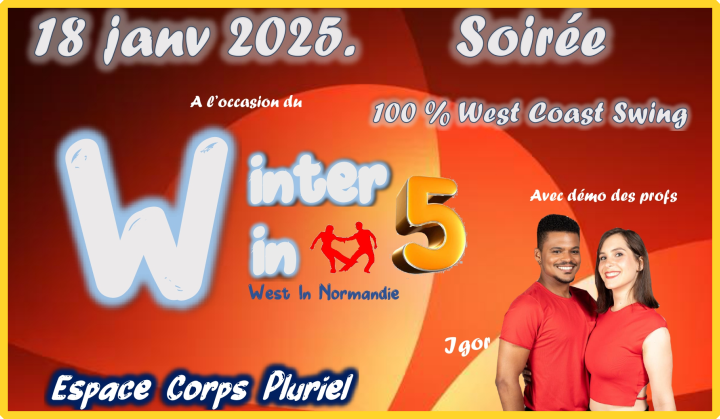 18 janv 2025.
Soirée
A l'occasion du
100 % West Coast Swing
Winter
in 5
Avec démo des profs
West In Normandie
Igor
Espace Corps Pluriel